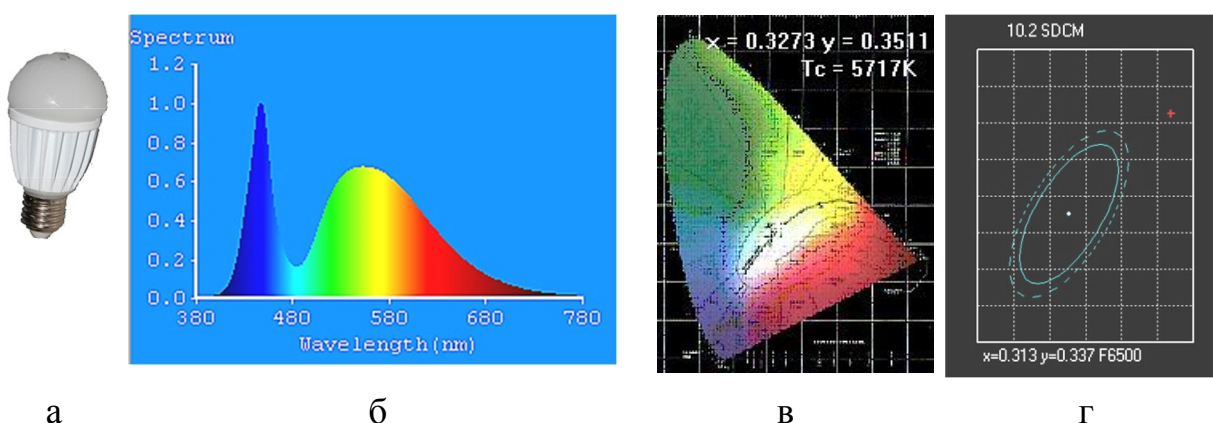 Spectrum
1.2
1.0
0.8
0.6
0.4
0.2
0.0
380 480 580 680 780
Wavelength(nm)
x = 0.3273 y = 0.3511
Tc = 5717K
10.2 SDCM
x=0.313 y=0.337 F6500
а б в г